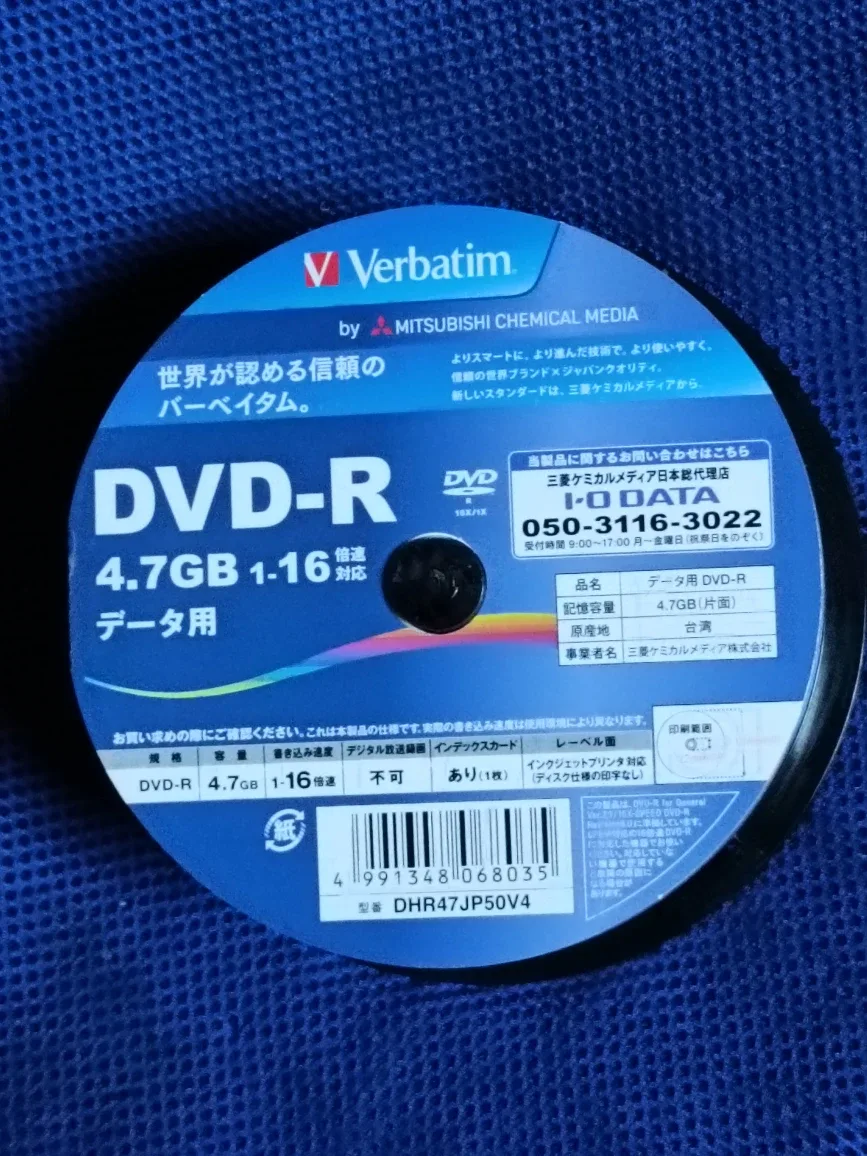 Verbatim
by MITSUBISHI CHEMICAL MEDIA
世界が認める信頼の
バーベイタム。
よりスマートに、より進んだ技術で、より使いやすく。
信頼の世界ブランド×ジャパンクオリティ。
新しいスタンダードは、三菱ケミカルメディアから。
DVD-R
4.7GB 1-16倍速対応
データ用
DVD
R
16X/1X
当製品に関するお問い合わせはこちら
三菱ケミカルメディア日本総代理店
I-O DATA
050-3116-3022
受付時間 9:00〜17:00 月〜金曜日(祝祭日をのぞく)
品名 データ用 DVD-R
記憶容量 4.7GB(片面)
原産地 台湾
事業者名 三菱ケミカルメディア株式会社
お買い求めの際にご確認ください。これは本製品の仕様です。実際の書き込み速度は使用環境により異なります。
規格 容量 書き込み速度 デジタル放送録画 インデックスカード レーベル面
DVD-R 4.7GB 1-16倍速 不可 あり(1枚) インクジェットプリンタ対応
(ディスク仕様の印字なし)
印刷範囲
紙
4 991348 068035
型番 DHR47JP50V4
この製品は、DVD-R for General